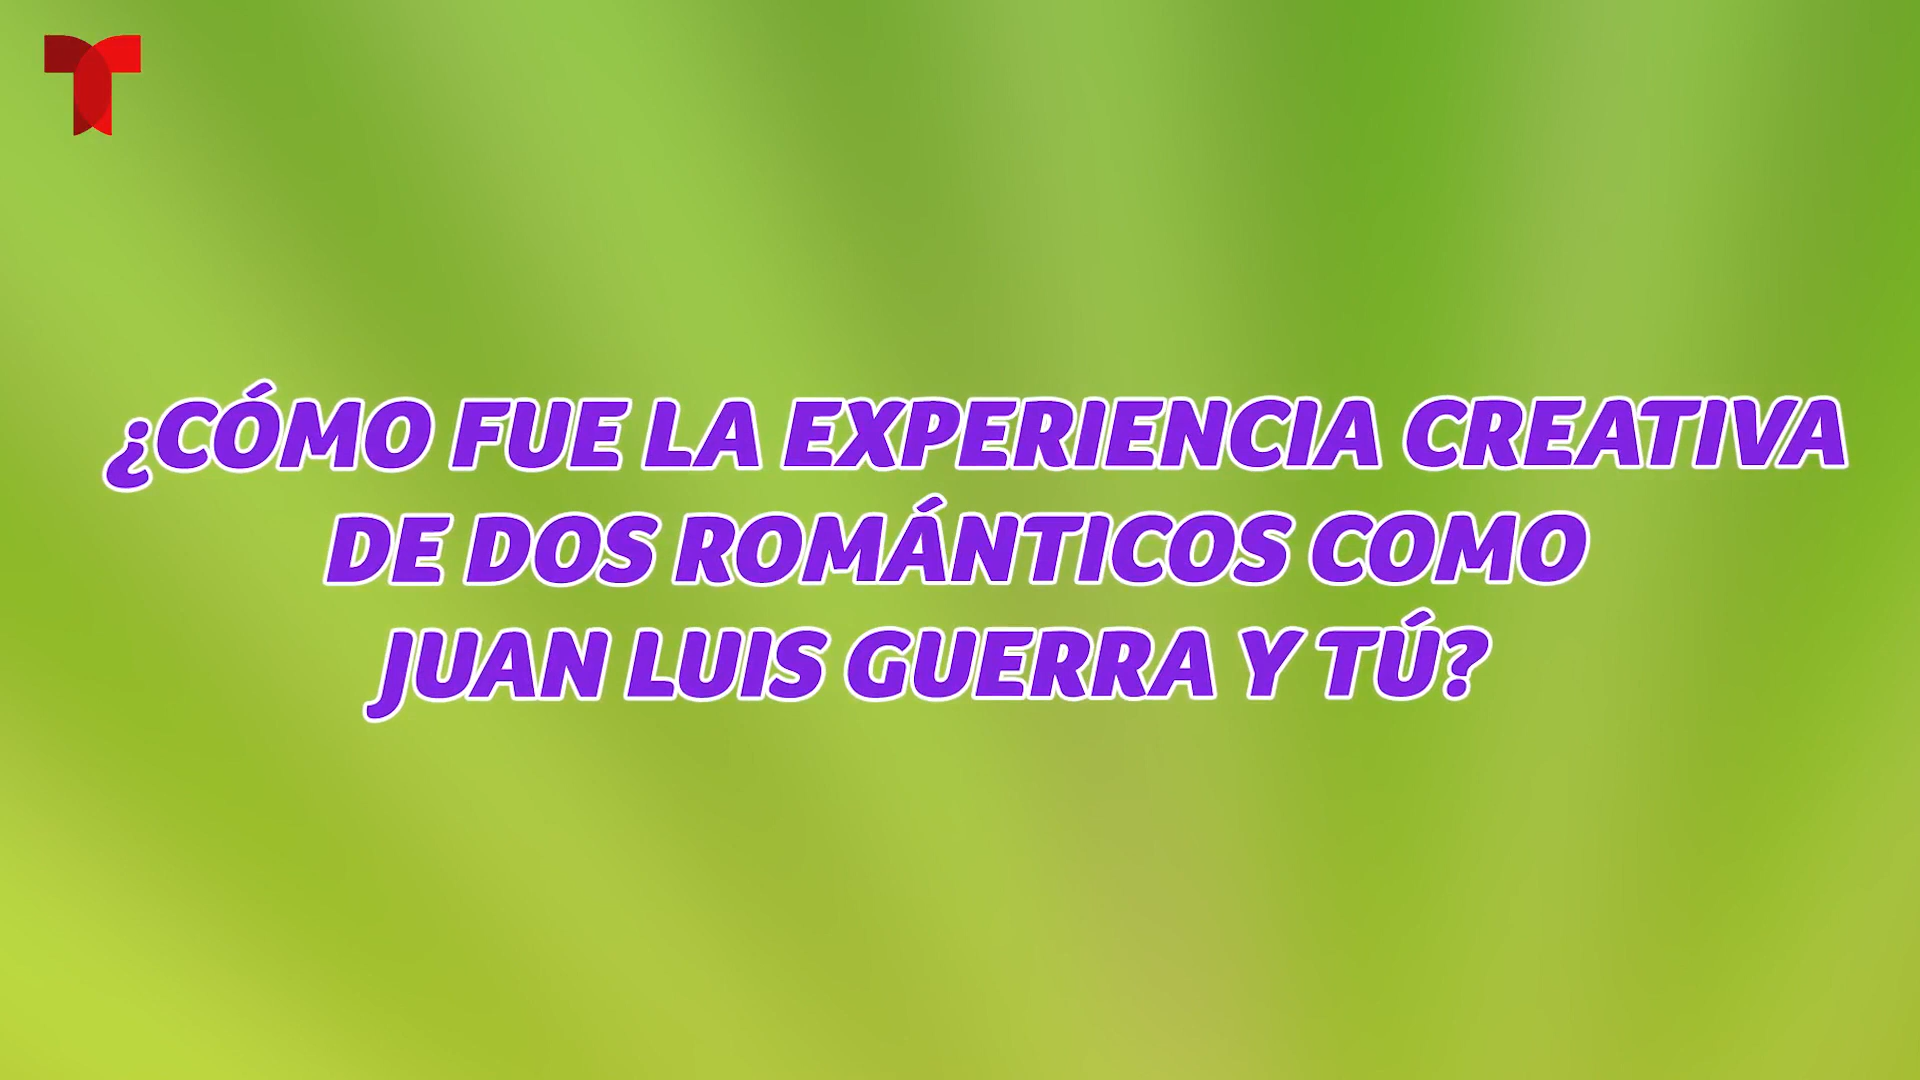 ¿CÓMO FUE LA EXPERIENCIA CREATIVA
DE DOS ROMÁNTICOS COMO
JUAN LUIS GUERRA Y TÚ?